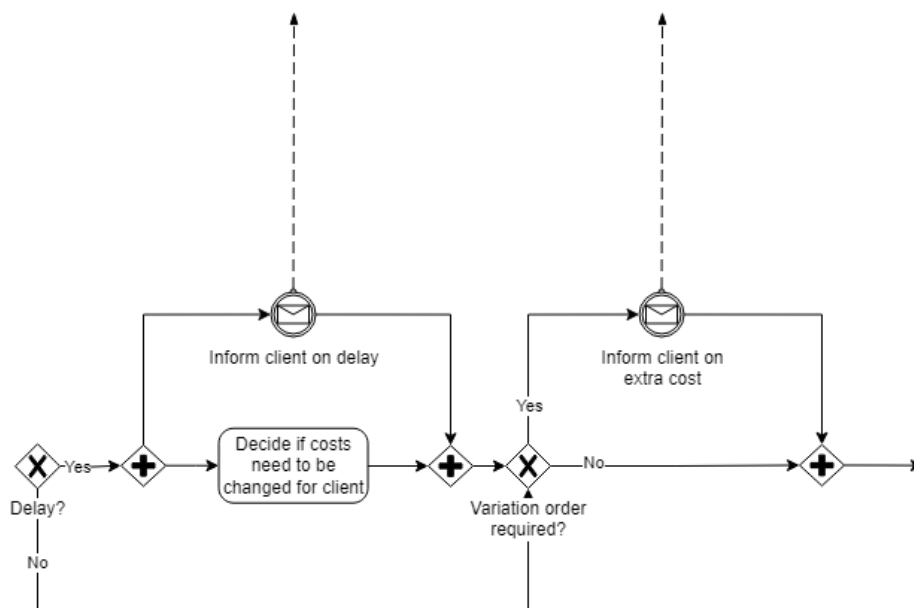 Inform client on delay
Inform client on
extra cost
Yes
Decide if costs
need to be
changed for client
Yes
No
Delay?
Variation order
required?
No